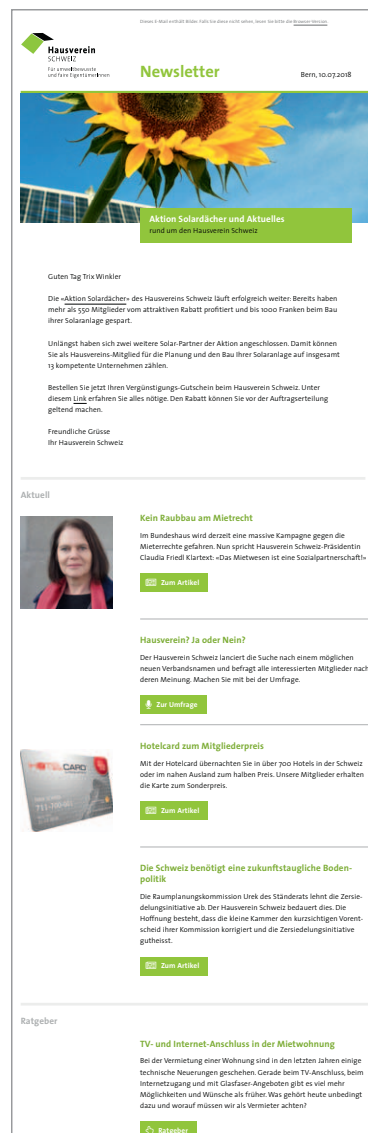 Dieses E-Mail enthält Bilder. Falls Sie diese nicht sehen, lesen Sie bitte die Browser-Version.
Hausverein
SCHWEIZ
Für umweltbewusste
und faire EigentümerInnen
Newsletter
Bern, 10.07.2018
Aktion Solardächer und Aktuelles
rund um den Hausverein Schweiz
Guten Tag Trix Winkler
Die «Aktion Solardächer» des Hausvereins Schweiz läuft erfolgreich weiter: Bereits haben
mehr als 550 Mitglieder vom attraktiven Rabatt profitiert und bis 1000 Franken beim Bau
ihrer Solaranlage gespart.
Unlängst haben sich zwei weitere Solar-Partner der Aktion angeschlossen. Damit können
Sie als Hausvereins-Mitglied für die Planung und den Bau Ihrer Solaranlage auf insgesamt
13 kompetente Unternehmen zählen.
Bestellen Sie jetzt Ihren Vergünstigungs-Gutschein beim Hausverein Schweiz. Unter
diesem Link erfahren Sie alles nötige. Den Rabatt können Sie vor der Auftragserteilung
geltend machen.
Freundliche Grüsse
Ihr Hausverein Schweiz
Aktuell
Kein Raubbau am Mietrecht
Im Bundeshaus wird derzeit eine massive Kampagne gegen die
Mieterrechte gefahren. Nun spricht Hausverein Schweiz-Präsidentin
Claudia Friedl Klartext: «Das Mietwesen ist eine Sozialpartnerschaft!»
Zum Artikel
Hausverein? Ja oder Nein?
Der Hausverein Schweiz lanciert die Suche nach einem möglichen
neuen Verbandsnamen und befragt alle interessierten Mitglieder nach
deren Meinung. Machen Sie mit bei der Umfrage.
Zur Umfrage
Hotelcard zum Mitgliederpreis
HOTELCARD
711-700-001
Mit der Hotelcard übernachten Sie in über 700 Hotels in der Schweiz
oder im nahen Ausland zum halben Preis. Unsere Mitglieder erhalten
die Karte zum Sonderpreis.
Zum Artikel
Die Schweiz benötigt eine zukunftstaugliche Boden-
politik
Die Raumplanungskommission Urek des Ständerats lehnt die Zersie-
delungsinitiative ab. Der Hausverein Schweiz bedauert dies. Die
Hoffnung besteht, dass die kleine Kammer den kurzsichtigen Vorent-
scheid ihrer Kommission korrigiert und die Zersiedelungsinitiative
gutheisst.
Zum Artikel
Ratgeber
TV- und Internet-Anschluss in der Mietwohnung
Bei der Vermietung einer Wohnung sind in den letzten Jahren einige
technische Neuerungen geschehen. Gerade beim TV-Anschluss, beim
Internetzugang und mit Glasfaser-Angeboten gibt es viel mehr
Möglichkeiten und Wünsche als früher. Was gehört heute unbedingt
dazu und worauf müssen wir als Vermieter achten?
Ratgeber